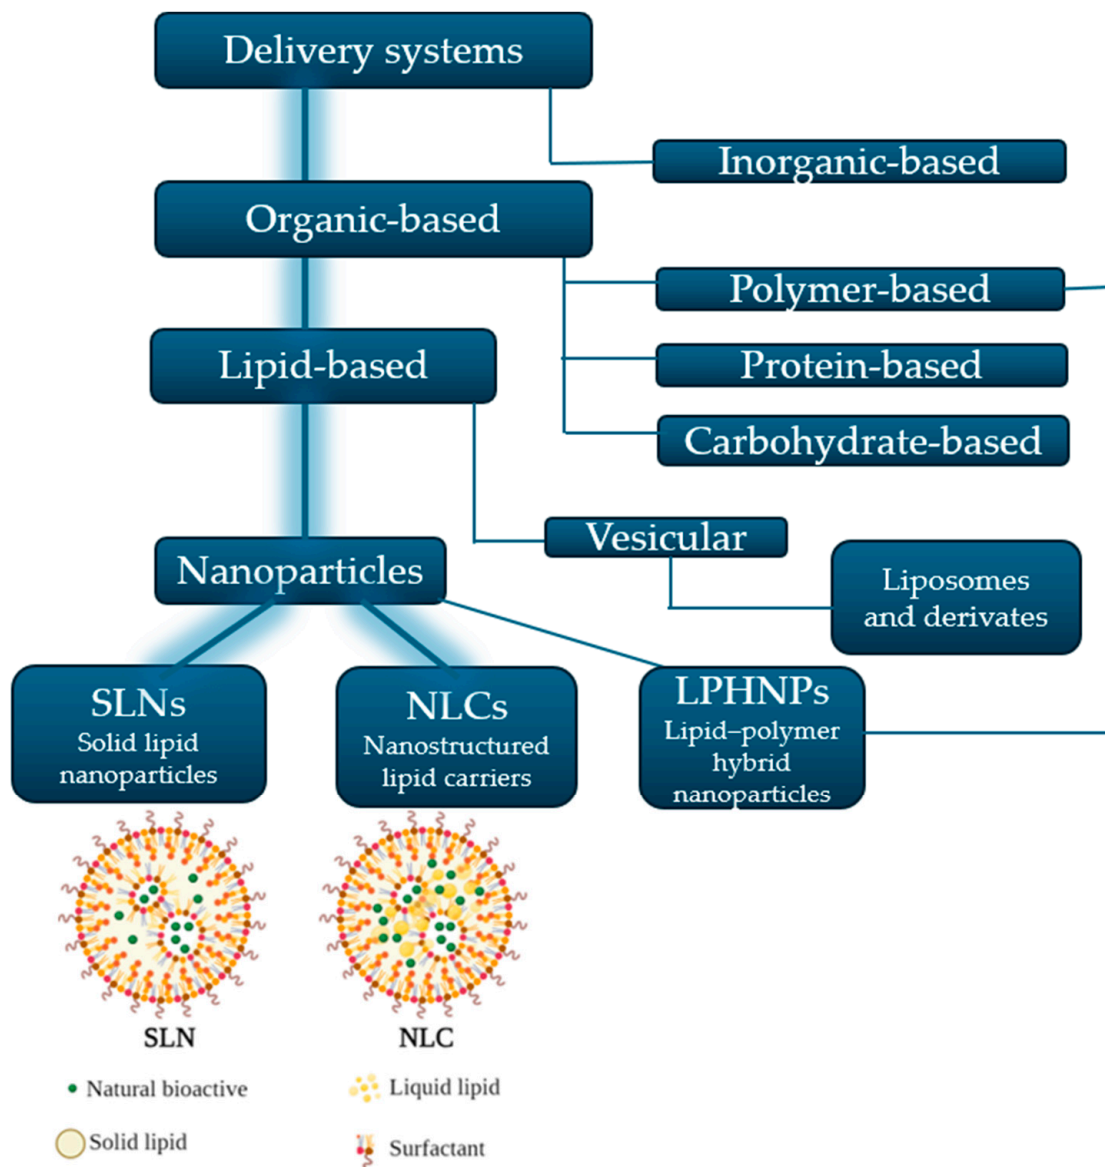 Delivery systems
Inorganic-based
Organic-based
Polymer-based
Lipid-based
Protein-based
Carbohydrate-based
Vesicular
Nanoparticles
Liposomes
and derivates
SLNs
Solid lipid
nanoparticles
NLCs
Nanostructured
lipid carriers
LPHNPs
Lipid–polymer
hybrid
nanoparticles
SLN
NLC
Natural bioactive
Liquid lipid
Solid lipid
Surfactant